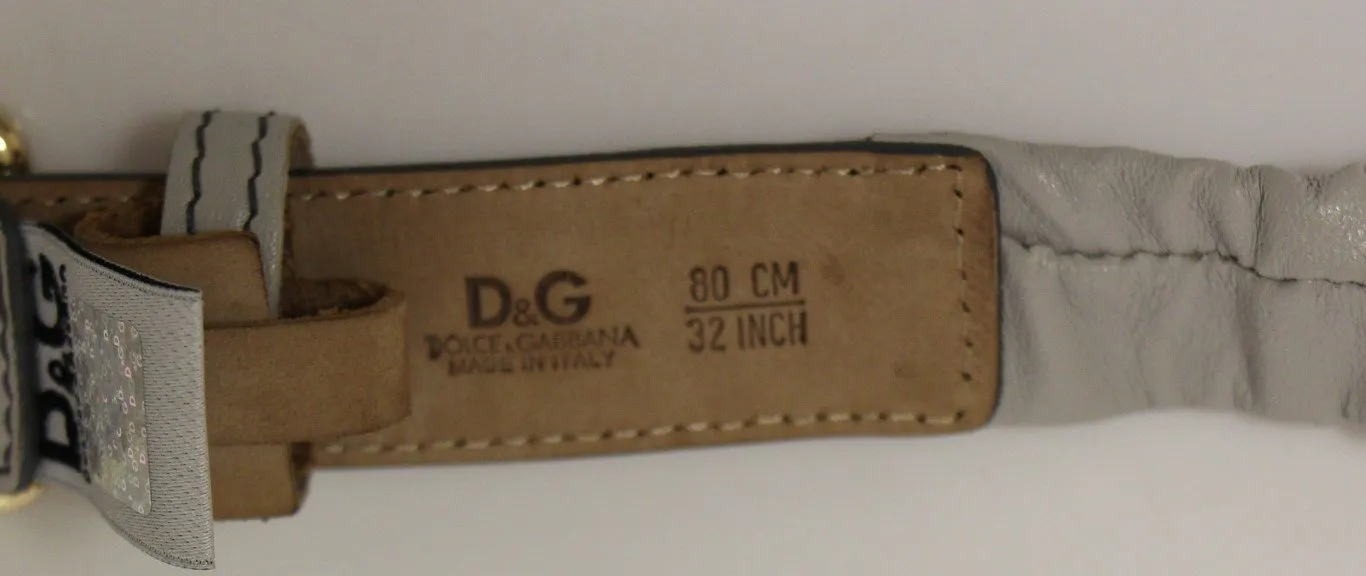 D&G
D&G
DOLCE & GABBANA
MADE IN ITALY
80 CM
32 INCH